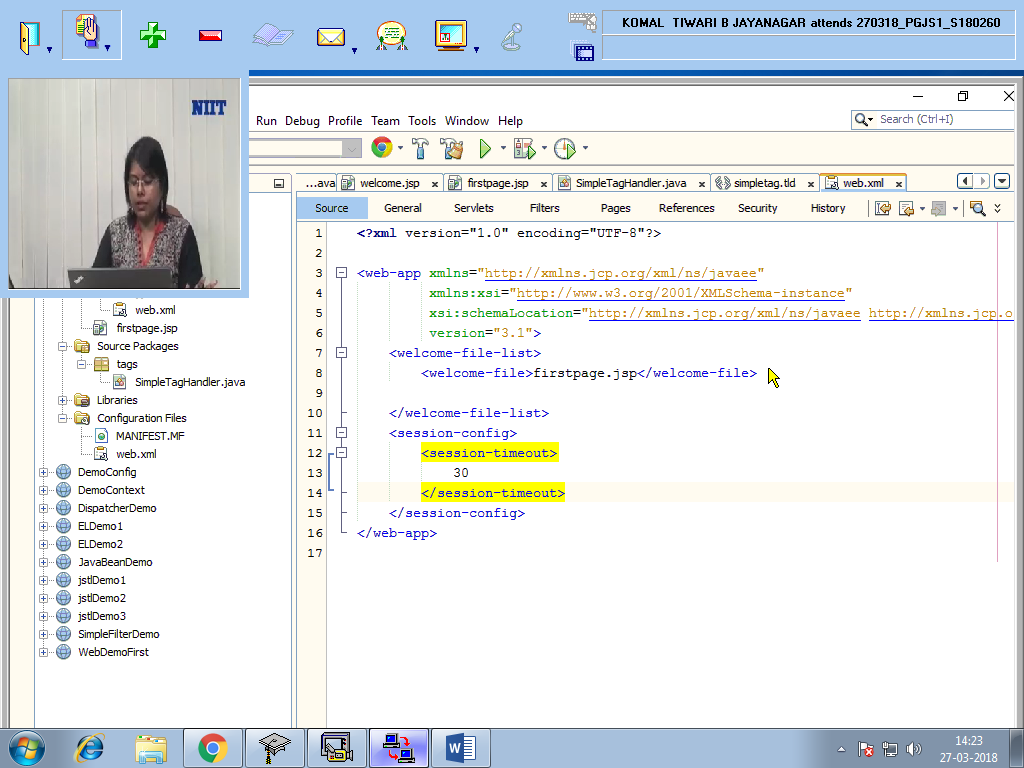 KOMAL TIWARI B JAYANAGAR attends 270318_PGJS1_S180260
NIIT
Run Debug Profile Team Tools Window Help
Search (Ctrl+I)
...ava welcome.jsp firstpage.jsp SimpleTagHandler.java simpletag.tld web.xml
Source General Servlets Filters Pages References Security History
1 <?xml version="1.0" encoding="UTF-8"?>
2
3 <web-app xmlns="http://xmlns.jcp.org/xml/ns/javaee"
4 xmlns:xsi="http://www.w3.org/2001/XMLSchema-instance"
5 xsi:schemaLocation="http://xmlns.jcp.org/xml/ns/javaee http://xmlns.jcp.o
6 version="3.1">
7 <welcome-file-list>
8 <welcome-file>firstpage.jsp</welcome-file>
9
10 </welcome-file-list>
11 <session-config>
12 <session-timeout>
13 30
14 </session-timeout>
15 </session-config>
16 </web-app>
17
web.xml
firstpage.jsp
Source Packages
tags
SimpleTagHandler.java
Libraries
Configuration Files
MANIFEST.MF
web.xml
DemoConfig
DemoContext
DispatcherDemo
ELDemo1
ELDemo2
JavaBeanDemo
jstlDemo1
jstlDemo2
jstlDemo3
SimpleFilterDemo
WebDemoFirst
14:23
27-03-2018